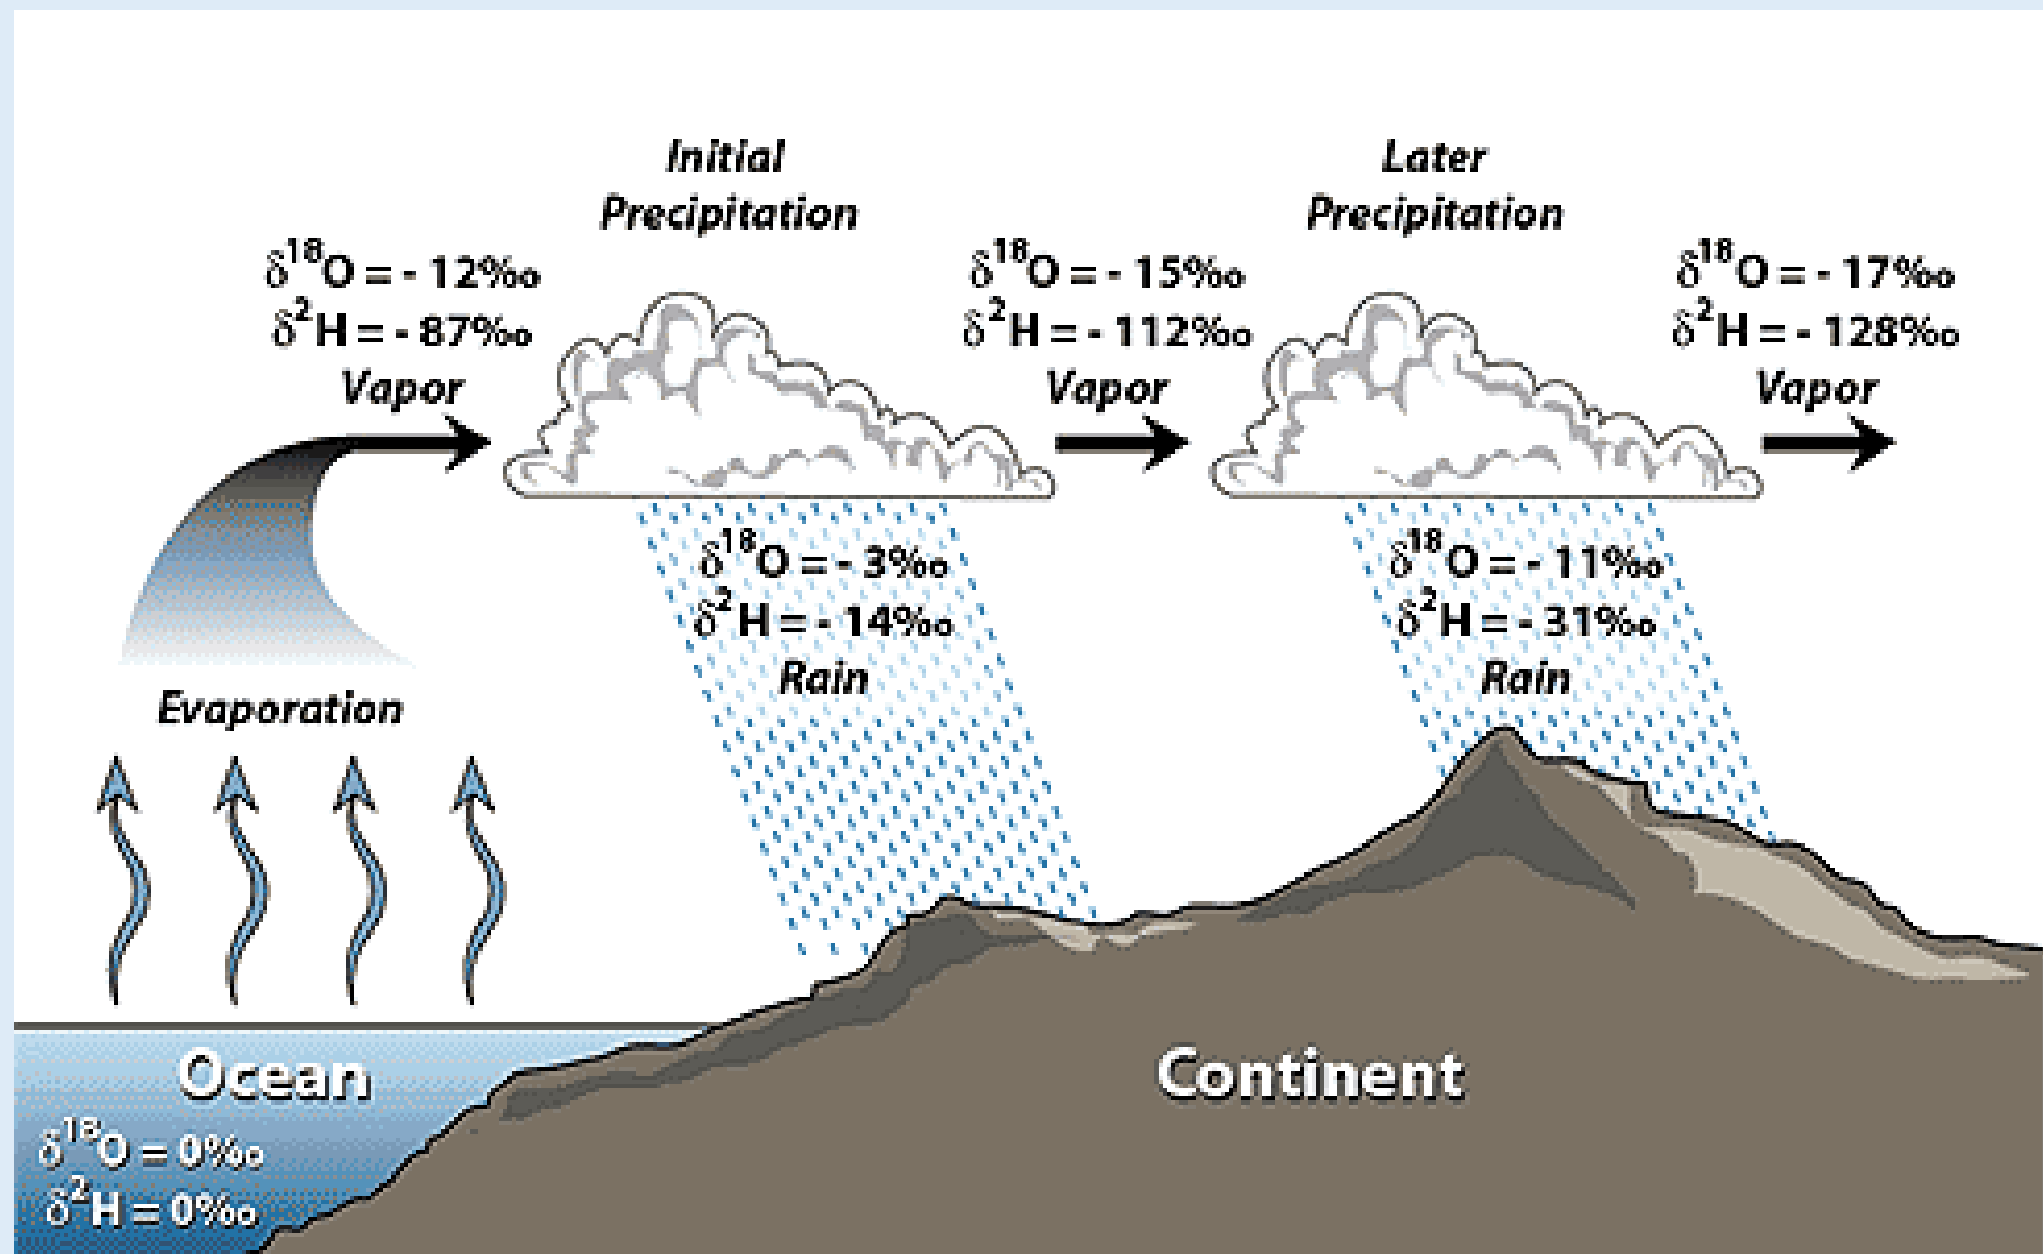 Initial
Precipitation
Later
Precipitation
δ¹⁸O = - 12‰
δ²H = - 87‰
Vapor
δ¹⁸O = - 15‰
δ²H = - 112‰
Vapor
δ¹⁸O = - 17‰
δ²H = - 128‰
Vapor
δ¹⁸O = - 3‰
δ²H = - 14‰
Rain
δ¹⁸O = - 11‰
δ²H = - 31‰
Rain
Evaporation
Ocean
δ¹⁸O = 0‰
δ²H = 0‰
Continent